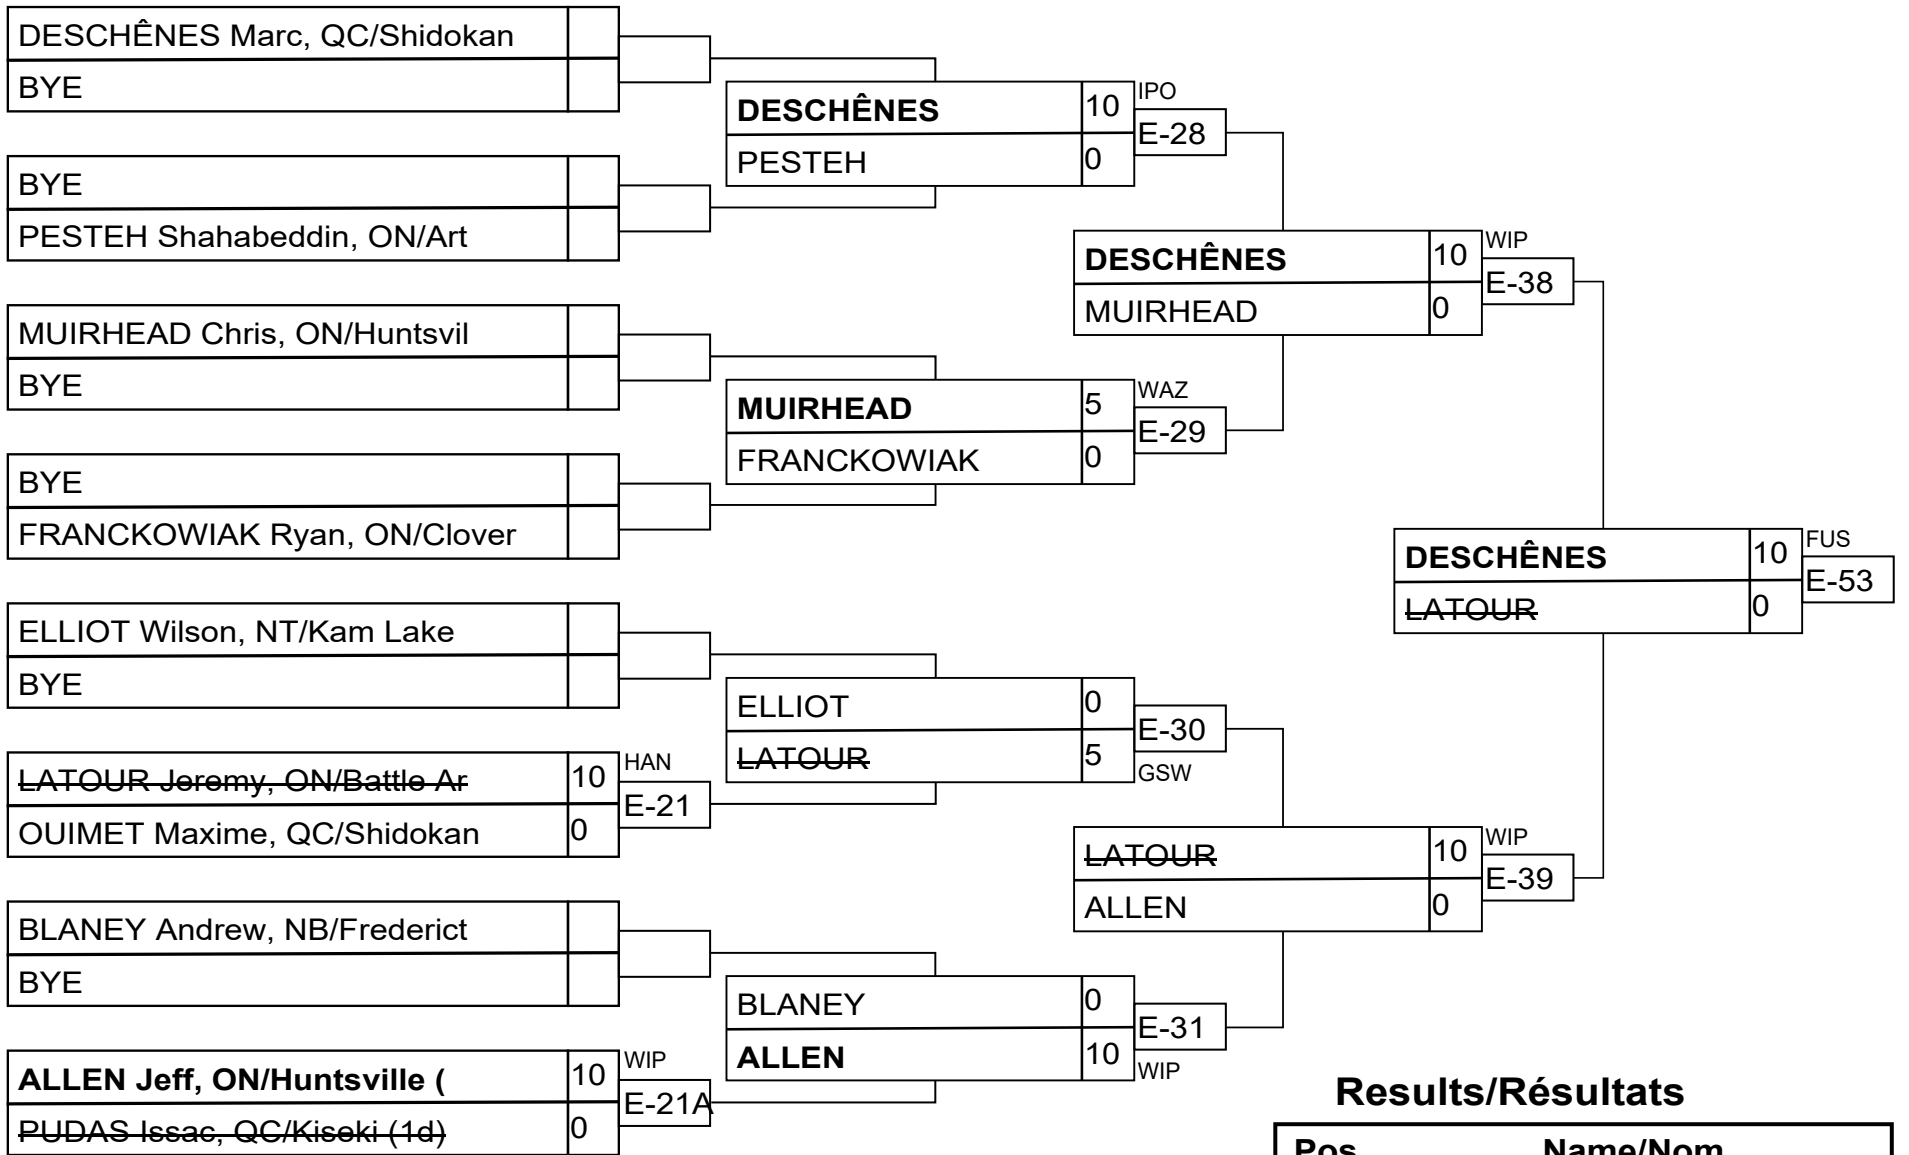 DESCHÊNES Marc, QC/Shidokan
BYE
BYE
PESTEH Shahabeddin, ON/Art
MUIRHEAD Chris, ON/Huntsvil
BYE
BYE
FRANCKOWIAK Ryan, ON/Clover
ELLIOT Wilson, NT/Kam Lake
BYE
LATOUR Jeremy, ON/Battle Ar 10 HAN
E-21
OUIMET Maxime, QC/Shidokan 0
BLANEY Andrew, NB/Frederict
BYE
ALLEN Jeff, ON/Huntsville ( 10 WIP
E-21A
PUDAS Issac, QC/Kiseki (1d) 0
DESCHÊNES 10 IPO
E-28
PESTEH 0
MUIRHEAD 5 WAZ
E-29
FRANCKOWIAK 0
ELLIOT 0
E-30
LATOUR 5 GSW
BLANEY 0
E-31
ALLEN 10 WIP
DESCHÊNES 10 WIP
E-38
MUIRHEAD 0
LATOUR 10 WIP
E-39
ALLEN 0
DESCHÊNES 10 FUS
E-53
LATOUR 0
Results/Résultats
Pos Name/Nom